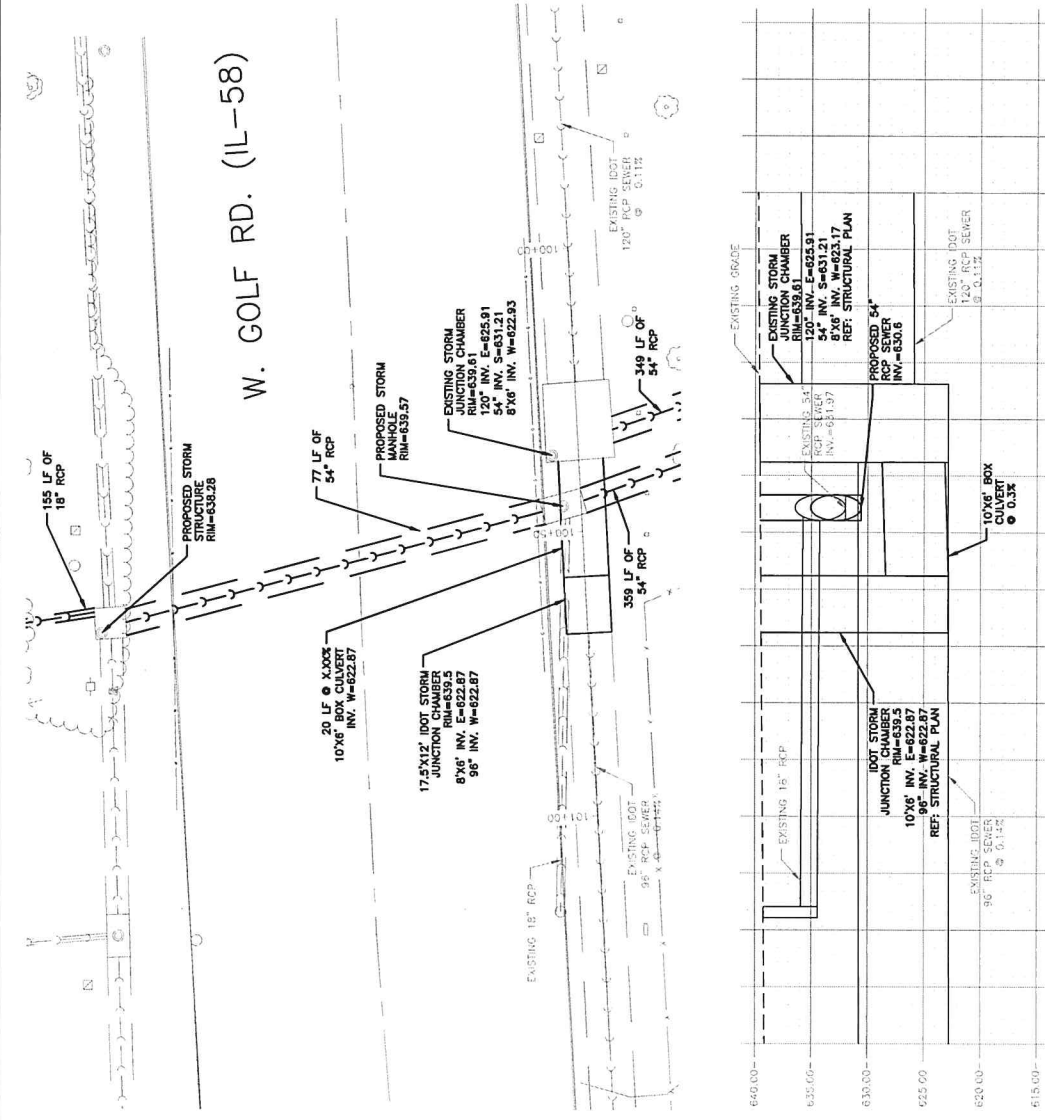 W. GOLF RD. (IL-58)
155 LF OF
18" RCP
PROPOSED STORM
STRUCTURE
RIM=638.28
77 LF OF
54" RCP
PROPOSED STORM
MANHOLE
RIM=639.57
EXISTING STORM
JUNCTION CHAMBER
RIM=639.61
120" INV. E=625.91
54" INV. S=631.21
8'X6' INV. W=622.93
100+00
EXISTING IDOT
120" RCP SEWER
@ 0.11%
349 LF OF
54" RCP
100+50
359 LF OF
54" RCP
20 LF @ X.XX%
10'X6' BOX CULVERT
INV. W=622.87
17.5'X12' IDOT STORM
JUNCTION CHAMBER
RIM=639.5
8'X6' INV. E=622.87
96" INV. W=622.87
101+00
EXISTING 18" RCP
EXISTING IDOT
96" RCP SEWER
@ 0.14%
EXISTING GRADE
EXISTING STORM
JUNCTION CHAMBER
RIM=639.61
120" INV. E=625.91
54" INV. S=631.21
8'X6' INV. W=623.17
REF: STRUCTURAL PLAN
PROPOSED 54"
RCP SEWER
INV.=630.6
EXISTING IDOT
120" RCP SEWER
@ 0.11%
EXISTING 54"
RCP SEWER
INV.=631.97
10'X6' BOX
CULVERT
@ 0.3%
EXISTING 18" RCP
IDOT STORM
JUNCTION CHAMBER
RIM=639.5
10'X6' INV. E=622.87
96" INV. W=622.87
REF: STRUCTURAL PLAN
EXISTING IDOT
96" RCP SEWER
@ 0.14%
640.00
635.00
630.00
625.00
620.00
615.00